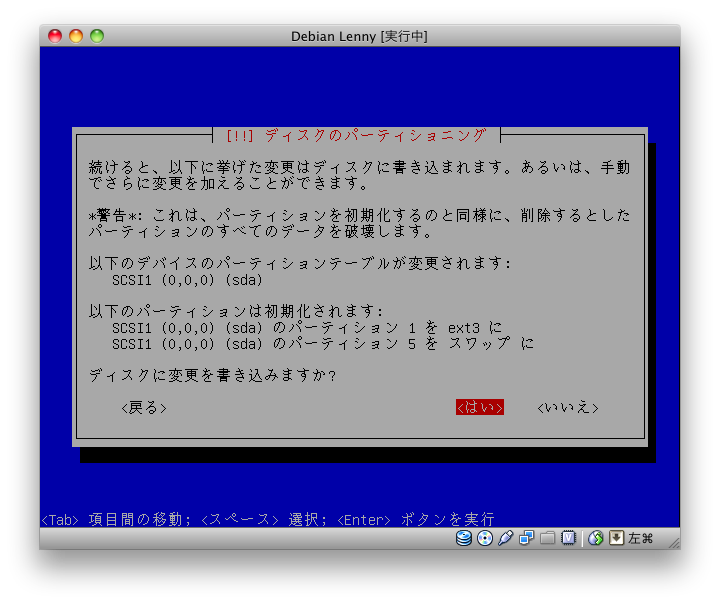 Debian Lenny [実行中]
[!!] ディスクのパーティショニング
続けると、以下に挙げた変更はディスクに書き込まれます。あるいは、手動
でさらに変更を加えることができます。
*警告*: これは、パーティションを初期化するのと同様に、削除するとした
パーティションのすべてのデータを破壊します。
以下のデバイスのパーティションテーブルが変更されます:
SCSI1 (0,0,0) (sda)
以下のパーティションは初期化されます:
SCSI1 (0,0,0) (sda) のパーティション 1 を ext3 に
SCSI1 (0,0,0) (sda) のパーティション 5 を スワップ に
ディスクに変更を書き込みますか?
<戻る> <はい> <いいえ>
<Tab> 項目間の移動; <スペース> 選択; <Enter> ボタンを実行
左⌘